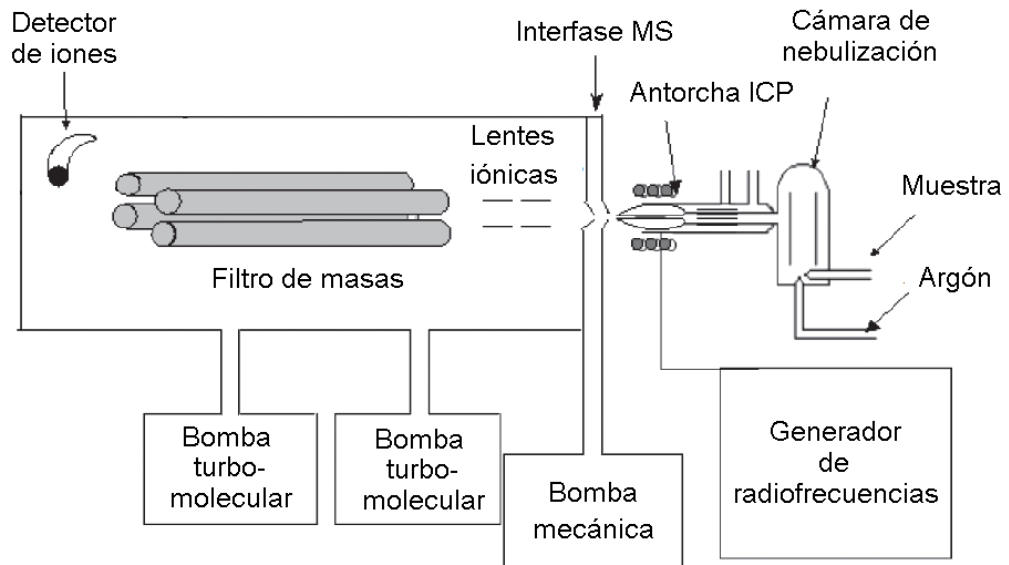 Detector
de iones
Interfase MS
Cámara de
nebulización
Antorcha ICP
Lentes
iónicas
Muestra
Filtro de masas
Argón
Bomba
turbo-
molecular
Bomba
turbo-
molecular
Bomba
mecánica
Generador
de
radiofrecuencias